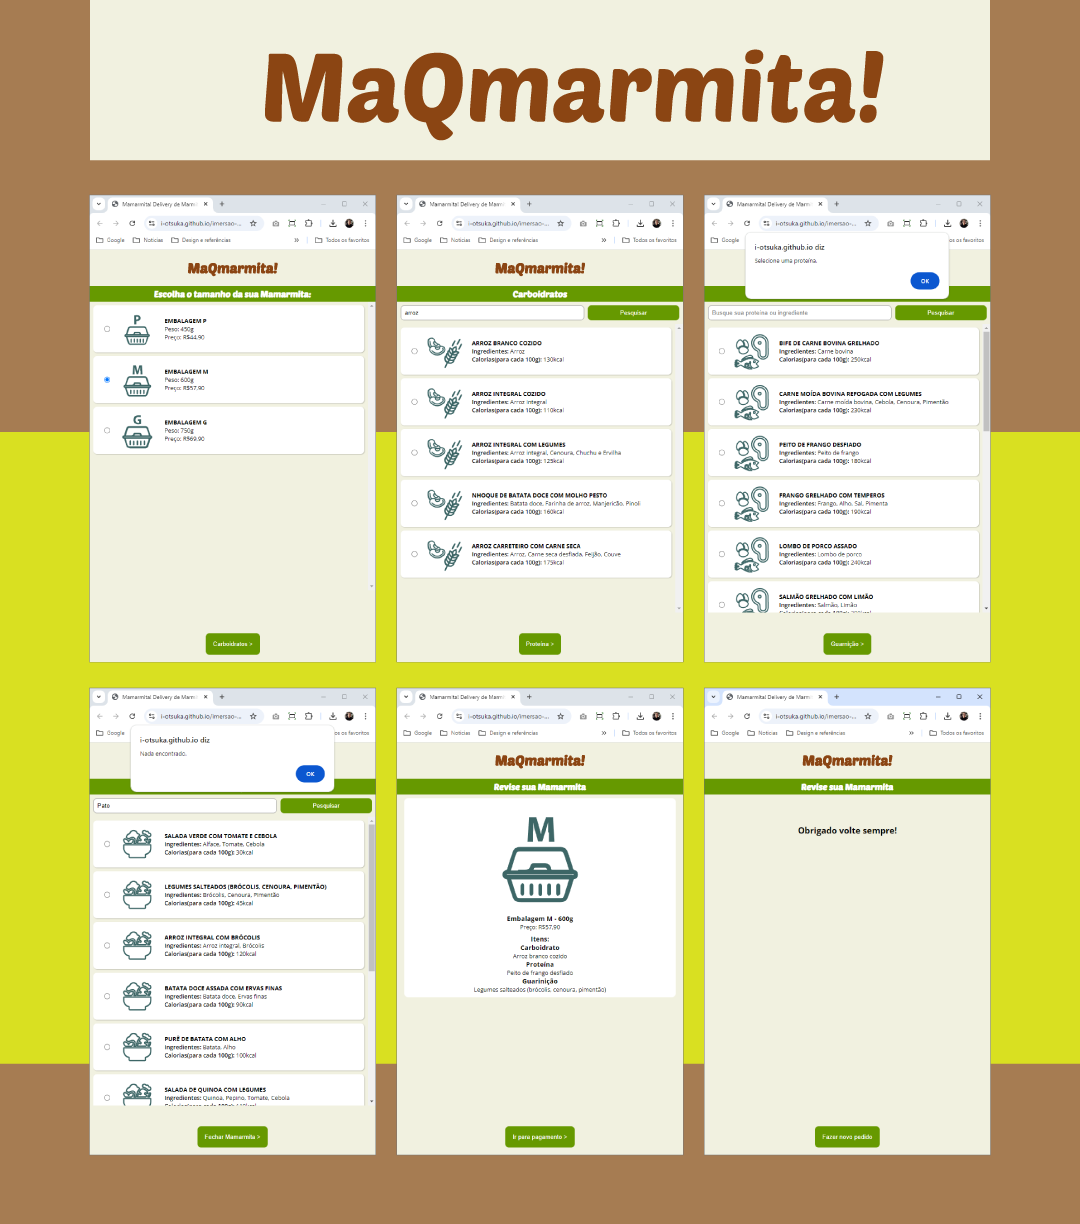 MaQmarmita!
Mamarmita! Delivery de Marmi
i-otsuka.github.io/imersao-...
Google
Noticias
Design e referências
Todos os favoritos
MaQmarmita!
Escolha o tamanho da sua Mamarmita:
P
EMBALAGEM P
Peso: 450g
Preço: R$44,90
M
EMBALAGEM M
Peso: 600g
Preço: R$57,90
G
EMBALAGEM G
Peso: 750g
Preço: R$69,90
Carboidratos >
Mamarmita! Delivery de Marmi
i-otsuka.github.io/imersao-...
Google
Noticias
Design e referências
Todos os favoritos
MaQmarmita!
Carboidratos
arroz
Pesquisar
ARROZ BRANCO COZIDO
Ingredientes: Arroz
Calorias(para cada 100g): 130kcal
ARROZ INTEGRAL COZIDO
Ingredientes: Arroz integral
Calorias(para cada 100g): 110kcal
ARROZ INTEGRAL COM LEGUMES
Ingredientes: Arroz integral, Cenoura, Chuchu e Ervilha
Calorias(para cada 100g): 125kcal
NHOQUE DE BATATA DOCE COM MOLHO PESTO
Ingredientes: Batata doce, Farinha de arroz, Manjericão, Pinoli
Calorias(para cada 100g): 160kcal
ARROZ CARRETEIRO COM CARNE SECA
Ingredientes: Arroz, Carne seca desfiada, Feijão, Couve
Calorias(para cada 100g): 175kcal
Proteína >
Mamarmita! Delivery de Marmi
i-otsuka.github.io/imersao-...
Google
os favoritos
i-otsuka.github.io diz
Selecione uma proteína.
OK
Busque sua proteína ou ingrediente
Pesquisar
BIFE DE CARNE BOVINA GRELHADO
Ingredientes: Carne bovina
Calorias(para cada 100g): 250kcal
CARNE MOÍDA BOVINA REFOGADA COM LEGUMES
Ingredientes: Carne moída bovina, Cebola, Cenoura, Pimentão
Calorias(para cada 100g): 230kcal
PEITO DE FRANGO DESFIADO
Ingredientes: Peito de frango
Calorias(para cada 100g): 180kcal
FRANGO GRELHADO COM TEMPEROS
Ingredientes: Frango, Alho, Sal, Pimenta
Calorias(para cada 100g): 190kcal
LOMBO DE PORCO ASSADO
Ingredientes: Lombo de porco
Calorias(para cada 100g): 240kcal
SALMÃO GRELHADO COM LIMÃO
Ingredientes: Salmão, Limão
Guarnição >
Mamarmita! Delivery de Marmi
i-otsuka.github.io/imersao-...
Google
os favoritos
i-otsuka.github.io diz
Nada encontrado.
OK
Pato
Pesquisar
SALADA VERDE COM TOMATE E CEBOLA
Ingredientes: Alface, Tomate, Cebola
Calorias(para cada 100g): 30kcal
LEGUMES SALTEADOS (BRÓCOLIS, CENOURA, PIMENTÃO)
Ingredientes: Brócolis, Cenoura, Pimentão
Calorias(para cada 100g): 45kcal
ARROZ INTEGRAL COM BRÓCOLIS
Ingredientes: Arroz integral, Brócolis
Calorias(para cada 100g): 120kcal
BATATA DOCE ASSADA COM ERVAS FINAS
Ingredientes: Batata doce, Ervas finas
Calorias(para cada 100g): 90kcal
PURÊ DE BATATA COM ALHO
Ingredientes: Batata, Alho
Calorias(para cada 100g): 100kcal
SALADA DE QUINOA COM LEGUMES
Ingredientes: Quinoa, Pepino, Tomate, Cebola
Fechar Mamarmita >
Mamarmita! Delivery de Marmi
i-otsuka.github.io/imersao-...
Google
Noticias
Design e referências
Todos os favoritos
MaQmarmita!
Revise sua Mamarmita
M
Embalagem M - 600g
Preço: R$57,90
Itens:
Carboidrato
Arroz branco cozido
Proteína
Peito de frango desfiado
Guarinição
Legumes salteados (brócolis, cenoura, pimentão)
Ir para pagamento >
Mamarmita! Delivery de Marmi
i-otsuka.github.io/imersao-...
Google
Noticias
Design e referências
Todos os favoritos
MaQmarmita!
Revise sua Mamarmita
Obrigado volte sempre!
Fazer novo pedido